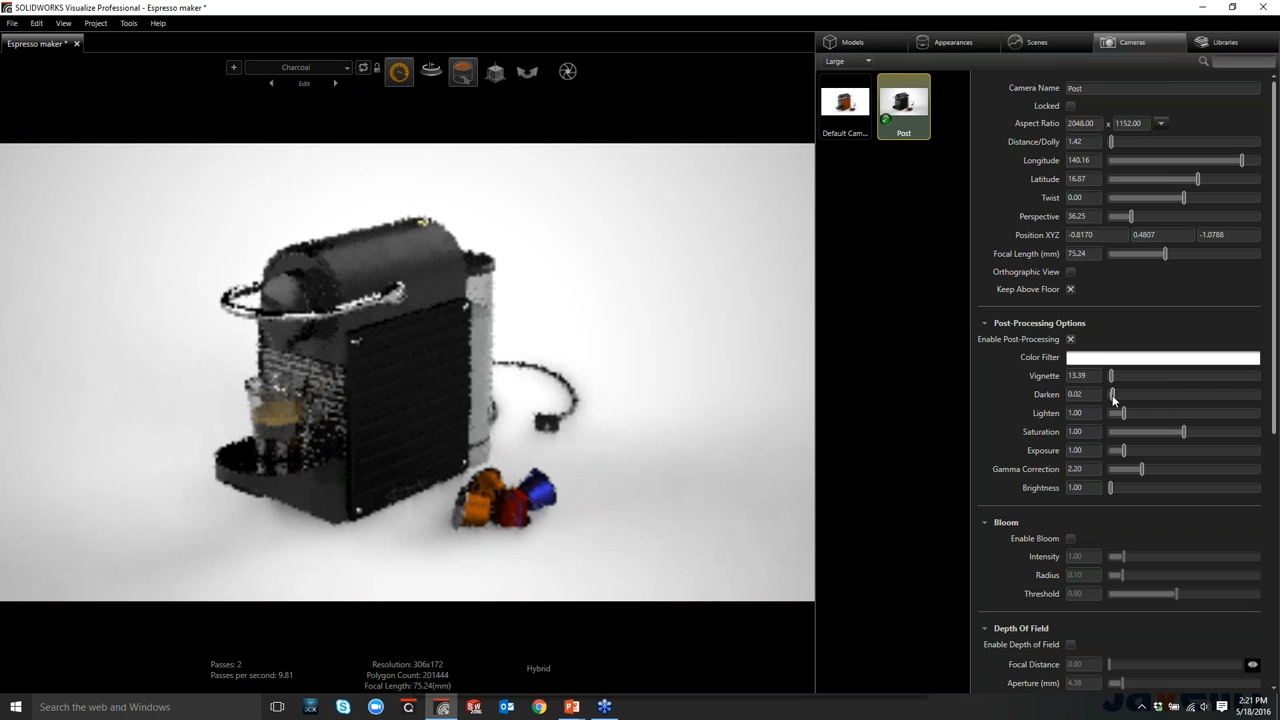 SOLIDWORKS Visualize Professional - Espresso maker *
File Edit View Project Tools Help
Espresso maker * ×
Models Appearances Scenes Cameras Libraries
Large
Charcoal
Edit
Default Cam...
Post
Camera Name Post
Locked
Aspect Ratio 2048.00 x 1152.00
Distance/Dolly 1.42
Longitude 140.16
Latitude 16.87
Twist 0.00
Perspective 36.25
Position XYZ -0.8170 0.4807 -1.0788
Focal Length (mm) 75.24
Orthographic View
Keep Above Floor
Post-Processing Options
Enable Post-Processing
Color Filter
Vignette 13.39
Darken 0.02
Lighten 1.00
Saturation 1.00
Exposure 1.00
Gamma Correction 2.20
Brightness 1.00
Bloom
Enable Bloom
Intensity 1.00
Radius 0.10
Threshold 0.90
Depth Of Field
Enable Depth of Field
Focal Distance 0.00
Aperture (mm) 4.38
Passes: 2
Passes per second: 9.81
Resolution: 306x172
Polygon Count: 201444
Focal Length: 75.24(mm)
Hybrid
Search the web and Windows
2:21 PM
5/18/2016